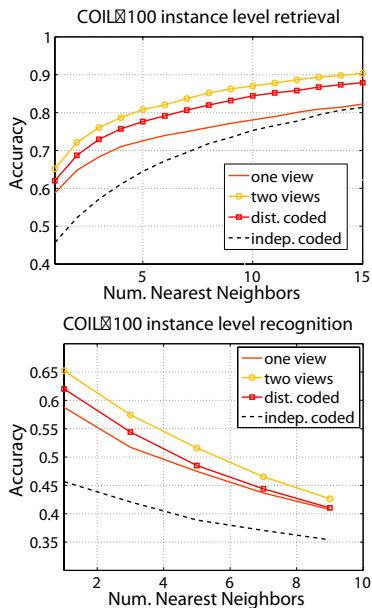 COIL�100 instance level retrieval
1
0.9
0.8
0.7
0.6
0.5
0.4
Accuracy
one view
two views
dist. coded
indep. coded
5 10 15
Num. Nearest Neighbors
COIL�100 instance level recognition
0.65
0.6
0.55
0.5
0.45
0.4
0.35
Accuracy
one view
two views
dist. coded
indep. coded
2 4 6 8 10
Num. Nearest Neighbors